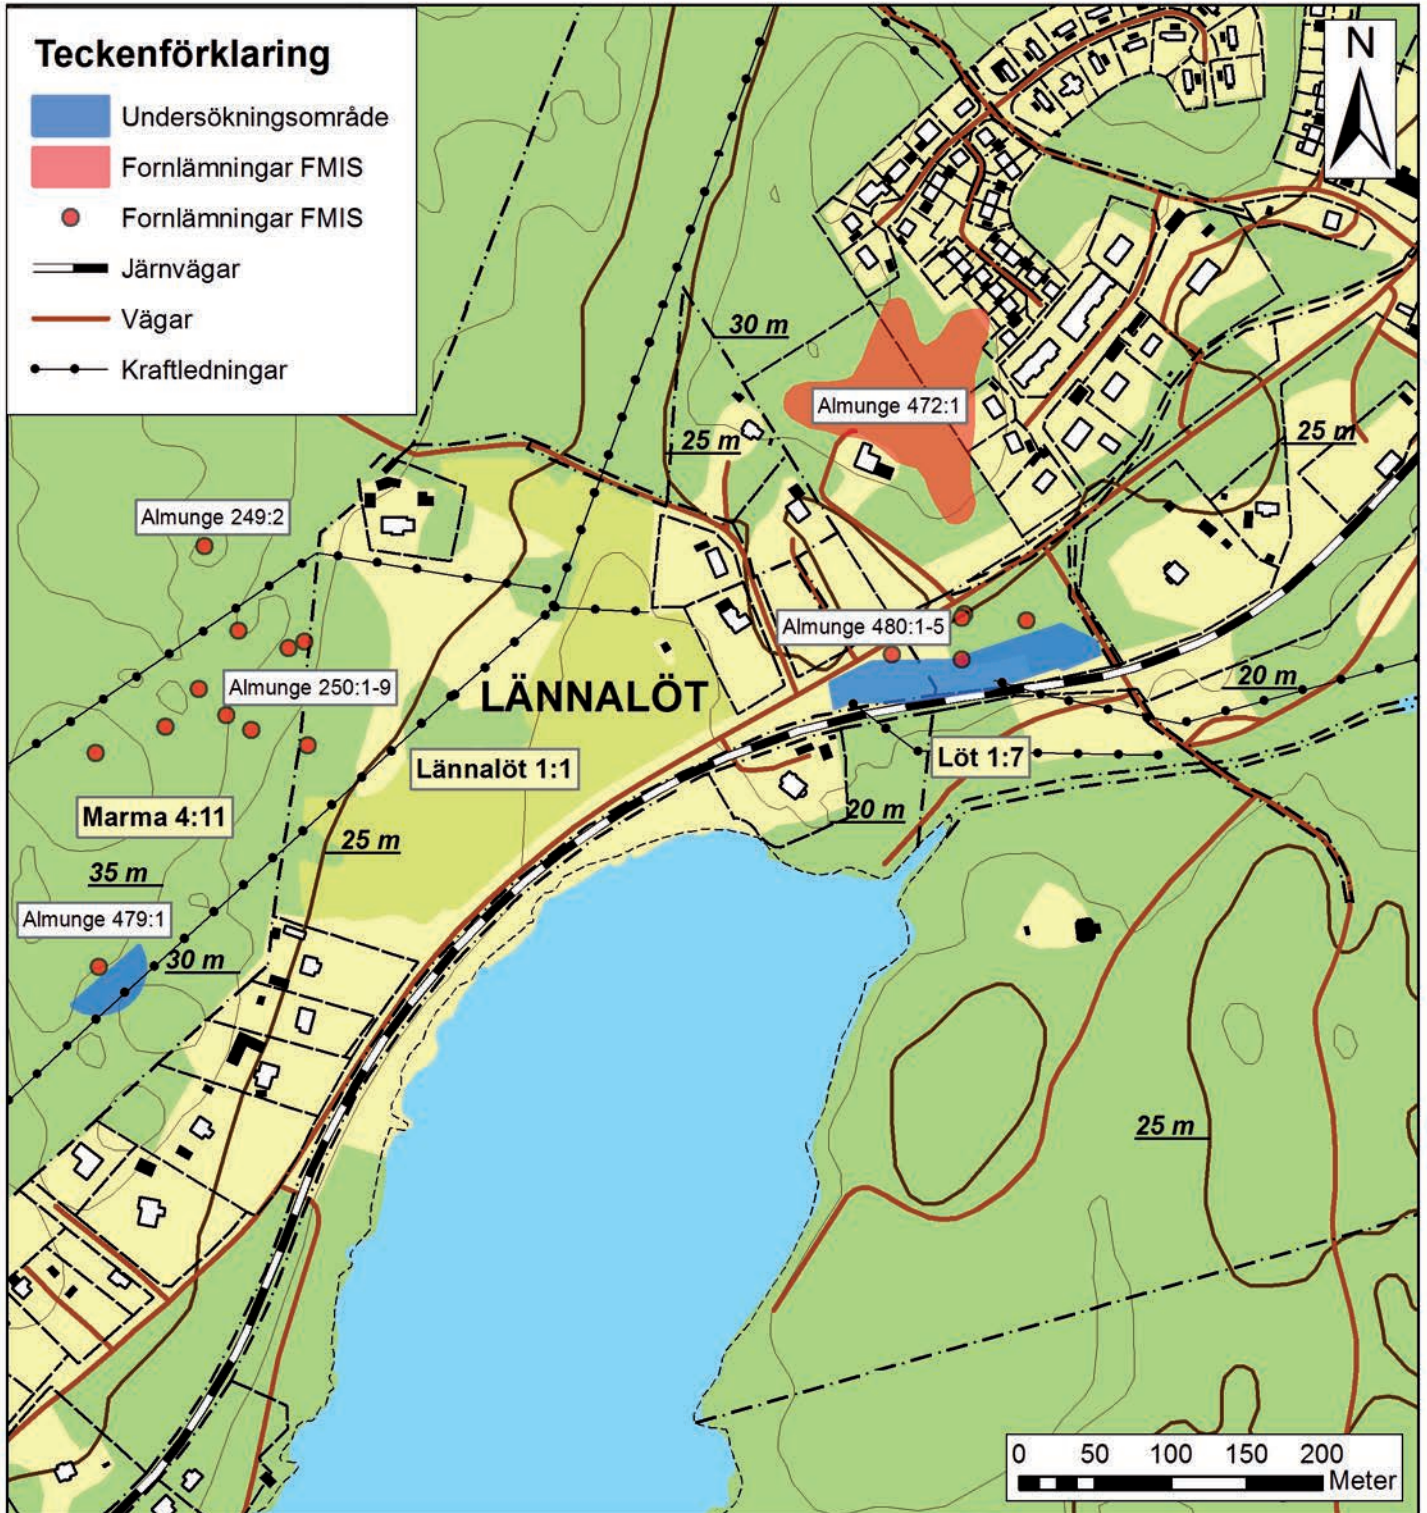 Teckenförklaring
Undersökningsområde
Fornlämningar FMIS
Fornlämningar FMIS
Järnvägar
Vägar
Kraftledningar
N
30 m
Almunge 472:1
25 m
25 m
Almunge 249:2
Almunge 480:1-5
Almunge 250:1-9
20 m
LÄNNALÖT
Lännalöt 1:1
Löt 1:7
Marma 4:11
20 m
25 m
35 m
Almunge 479:1
30 m
25 m
0 50 100 150 200
Meter